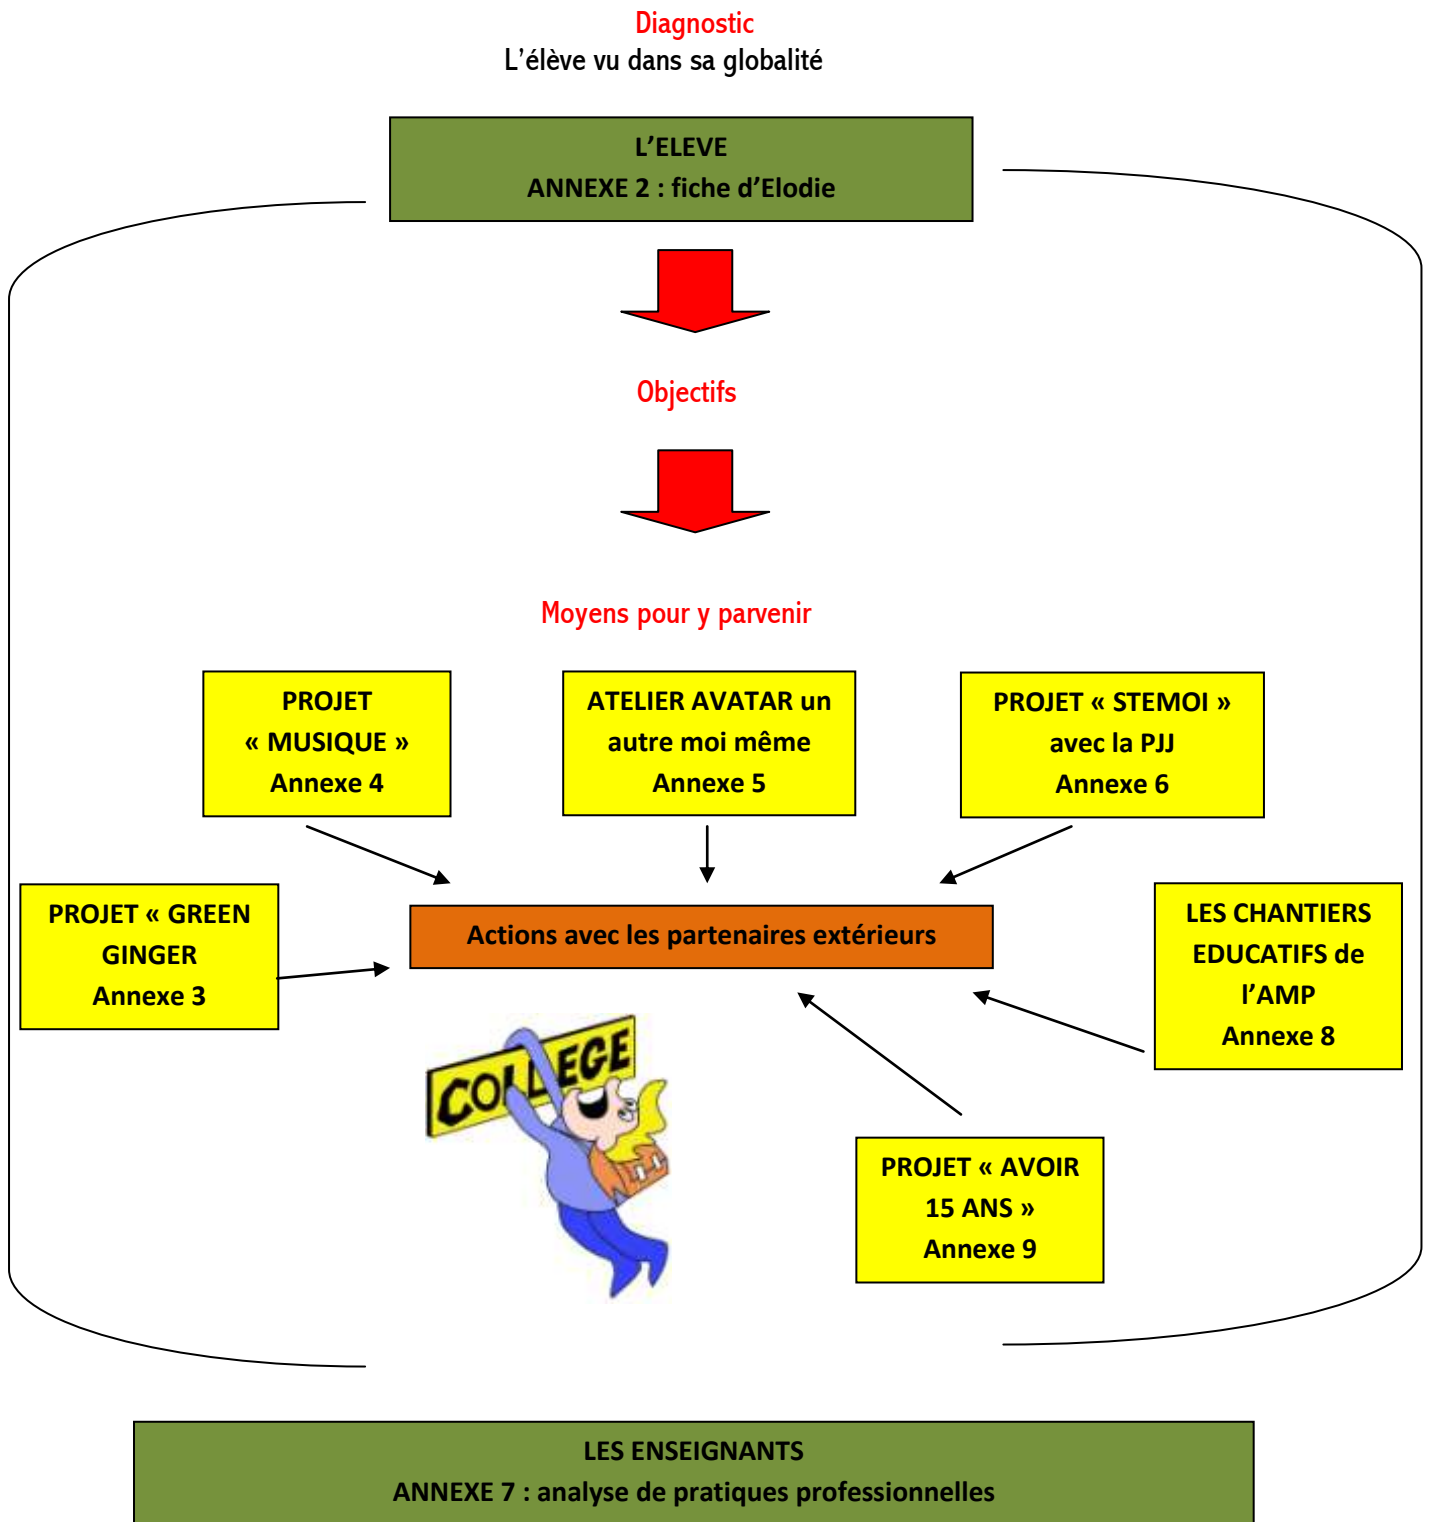 Diagnostic
L'élève vu dans sa globalité
L'ELEVE
ANNEXE 2 : fiche d'Elodie
Objectifs
Moyens pour y parvenir
PROJET
« MUSIQUE »
Annexe 4
ATELIER AVATAR un
autre moi même
Annexe 5
PROJET « STEMOI »
avec la PJJ
Annexe 6
PROJET « GREEN
GINGER
Annexe 3
Actions avec les partenaires extérieurs
LES CHANTIERS
EDUCATIFS de
l'AMP
Annexe 8
COLLEGE
PROJET « AVOIR
15 ANS »
Annexe 9
LES ENSEIGNANTS
ANNEXE 7 : analyse de pratiques professionnelles